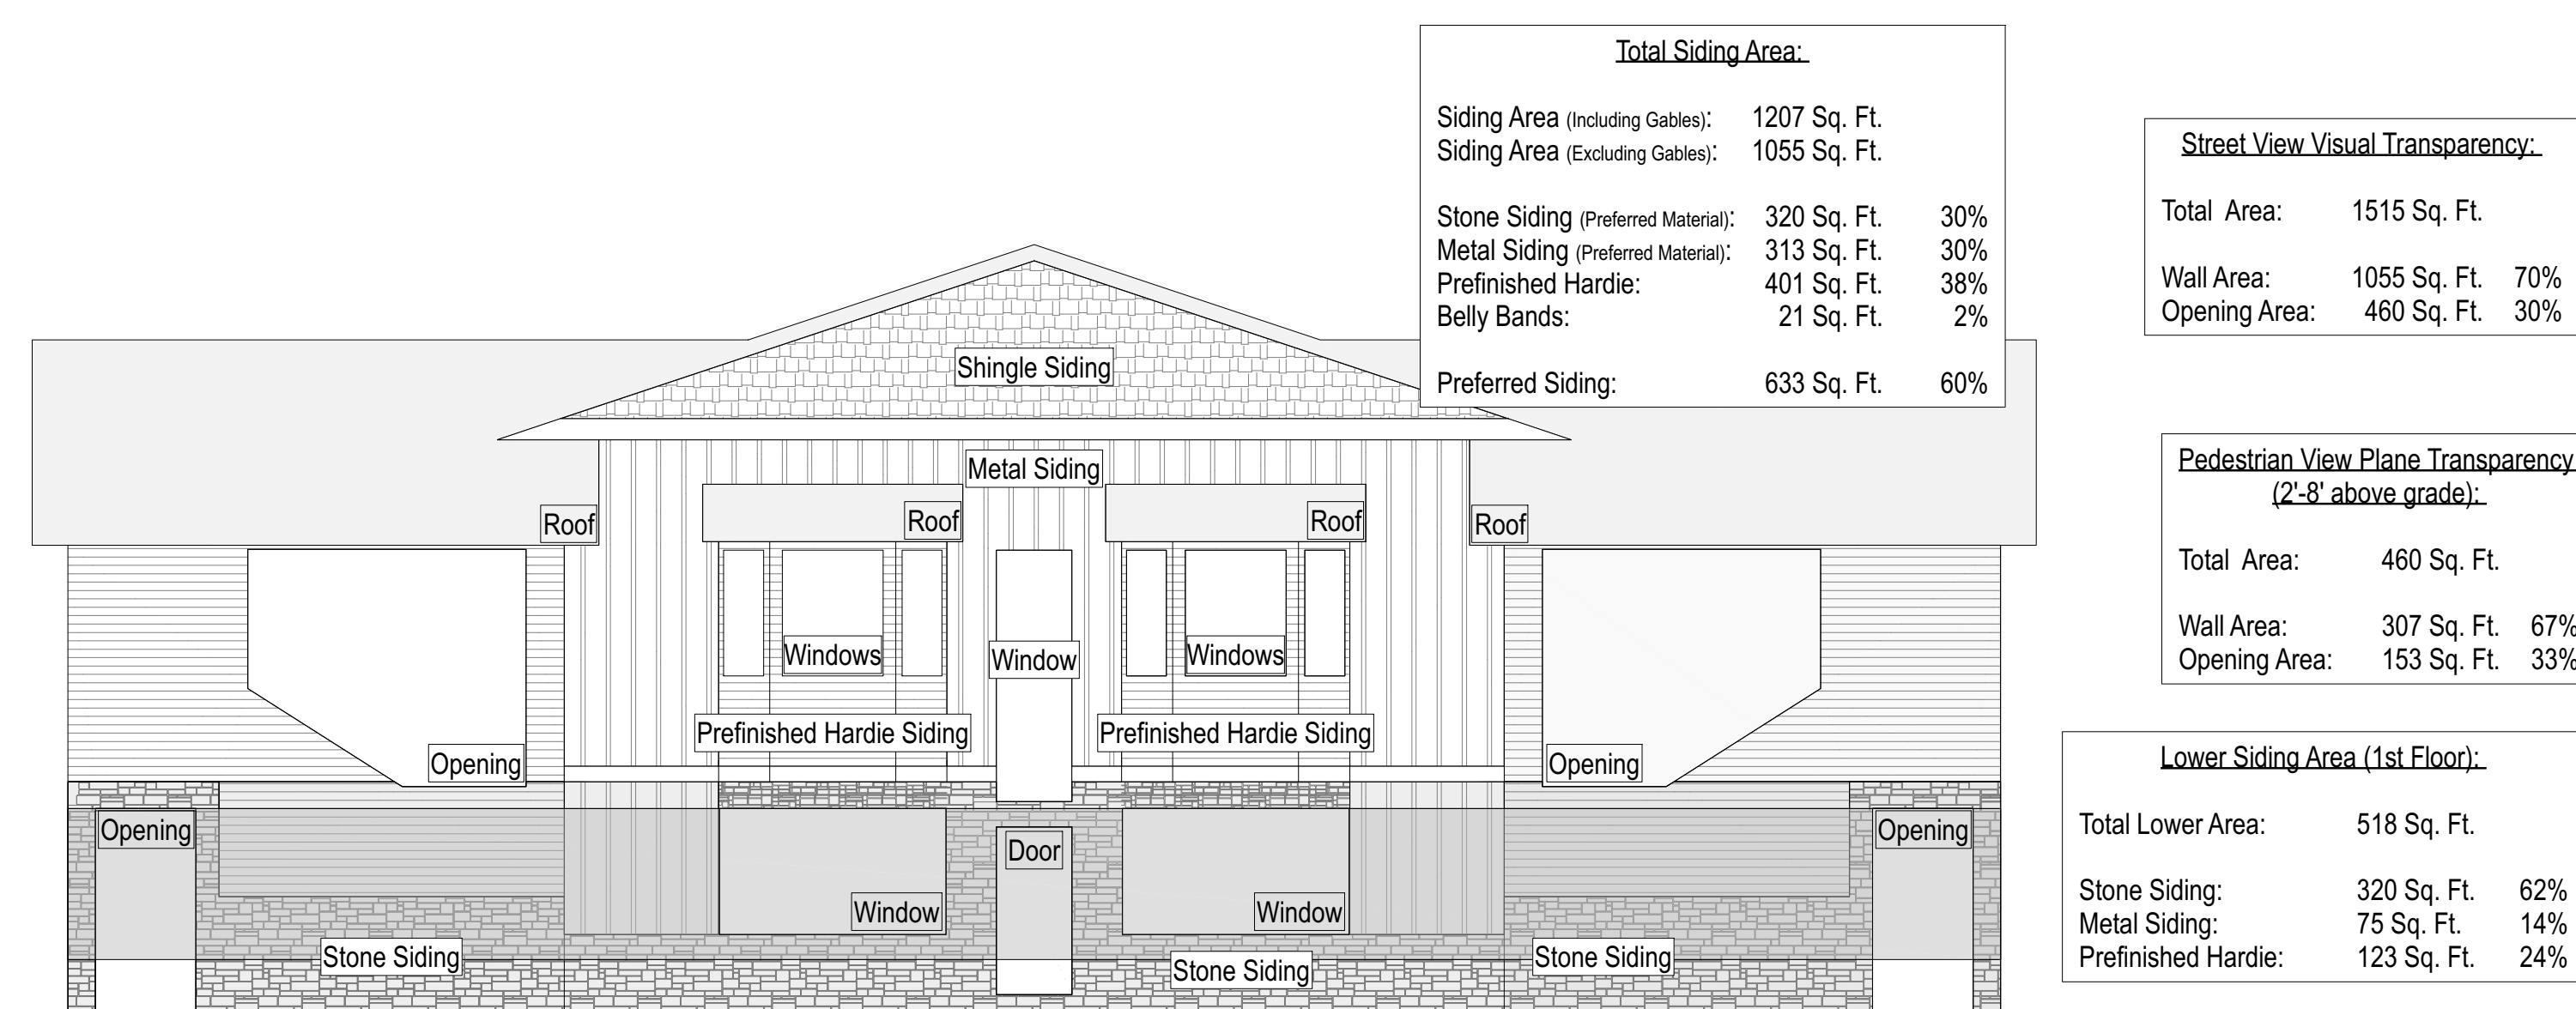 Total Siding Area:
Siding Area (Including Gables): 1207 Sq. Ft.
Siding Area (Excluding Gables): 1055 Sq. Ft.
Stone Siding (Preferred Material): 320 Sq. Ft. 30%
Metal Siding (Preferred Material): 313 Sq. Ft. 30%
Prefinished Hardie: 401 Sq. Ft. 38%
Belly Bands: 21 Sq. Ft. 2%
Preferred Siding: 633 Sq. Ft. 60%
Street View Visual Transparency:
Total Area: 1515 Sq. Ft.
Wall Area: 1055 Sq. Ft. 70%
Opening Area: 460 Sq. Ft. 30%
Pedestrian View Plane Transparency
(2'-8' above grade):
Total Area: 460 Sq. Ft.
Wall Area: 307 Sq. Ft. 67%
Opening Area: 153 Sq. Ft. 33%
Lower Siding Area (1st Floor):
Total Lower Area: 518 Sq. Ft.
Stone Siding: 320 Sq. Ft. 62%
Metal Siding: 75 Sq. Ft. 14%
Prefinished Hardie: 123 Sq. Ft. 24%
Shingle Siding
Metal Siding
Roof
Roof
Roof
Roof
Windows
Window
Windows
Prefinished Hardie Siding
Prefinished Hardie Siding
Opening
Opening
Opening
Door
Opening
Window
Window
Stone Siding
Stone Siding
Stone Siding